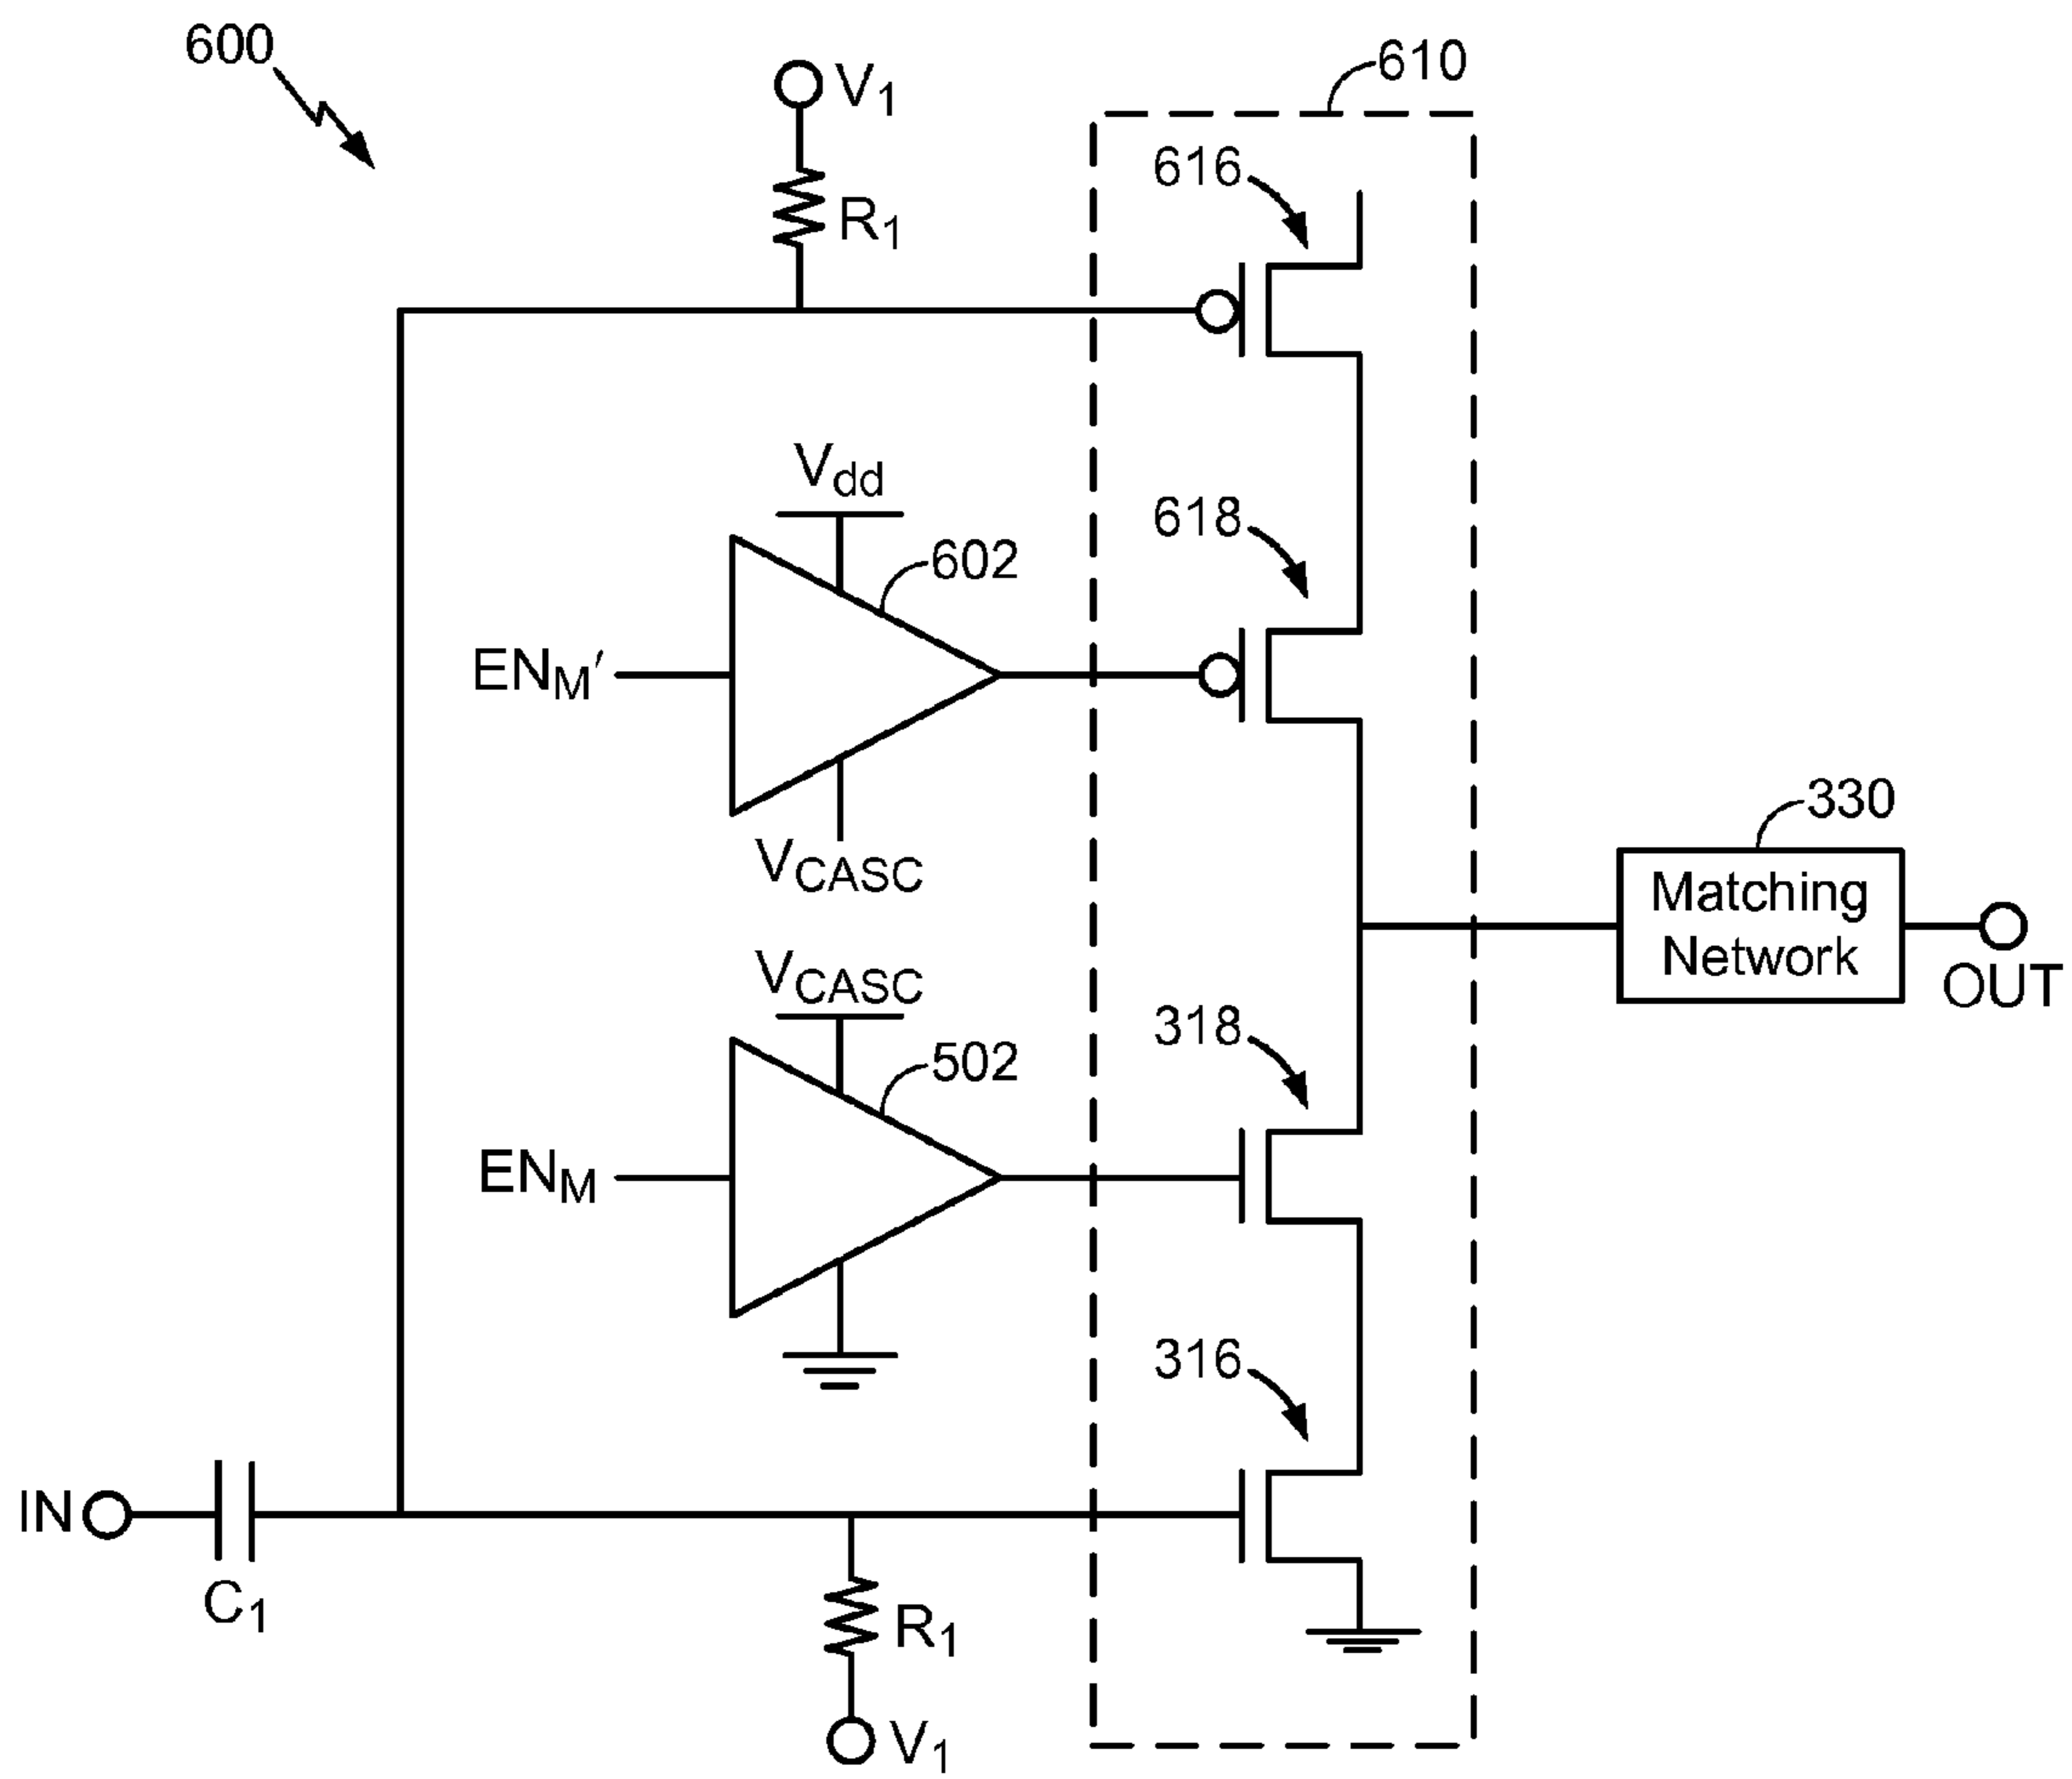 600
V1
610
616
R1
Vdd
618
602
ENM'
VCASC
330
Matching
Network
OUT
VCASC
318
502
ENM
316
IN
C1
R1
V1